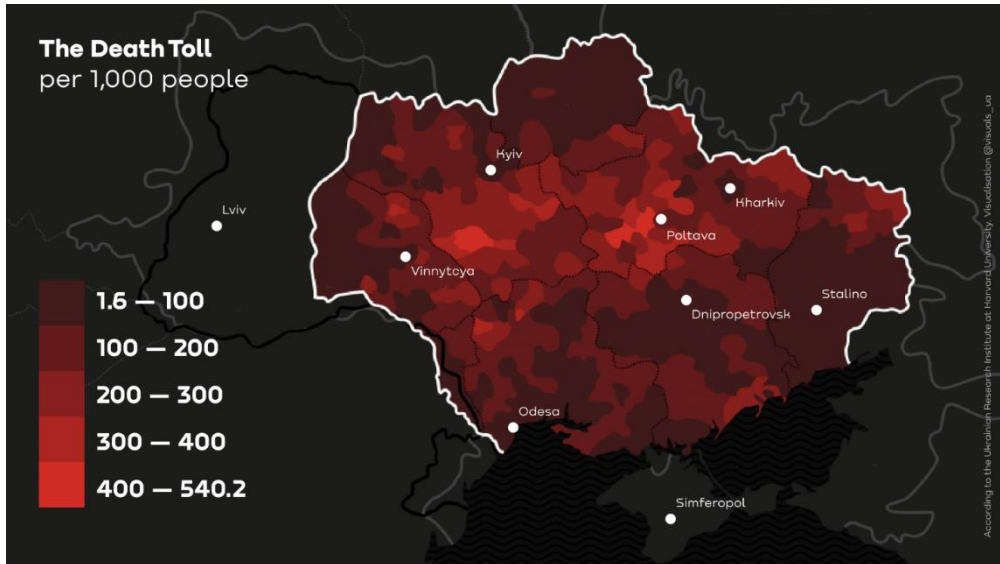 The Death Toll
per 1,000 people
Kyiv
Lviv
Kharkiv
Poltava
Vinnytcya
Stalino
Dnipropetrovsk
Odesa
Simferopol
1.6 — 100
100 — 200
200 — 300
300 — 400
400 — 540.2
According to the Ukrainian Research Institute at Harvard University. Visualisation @visuals_ua